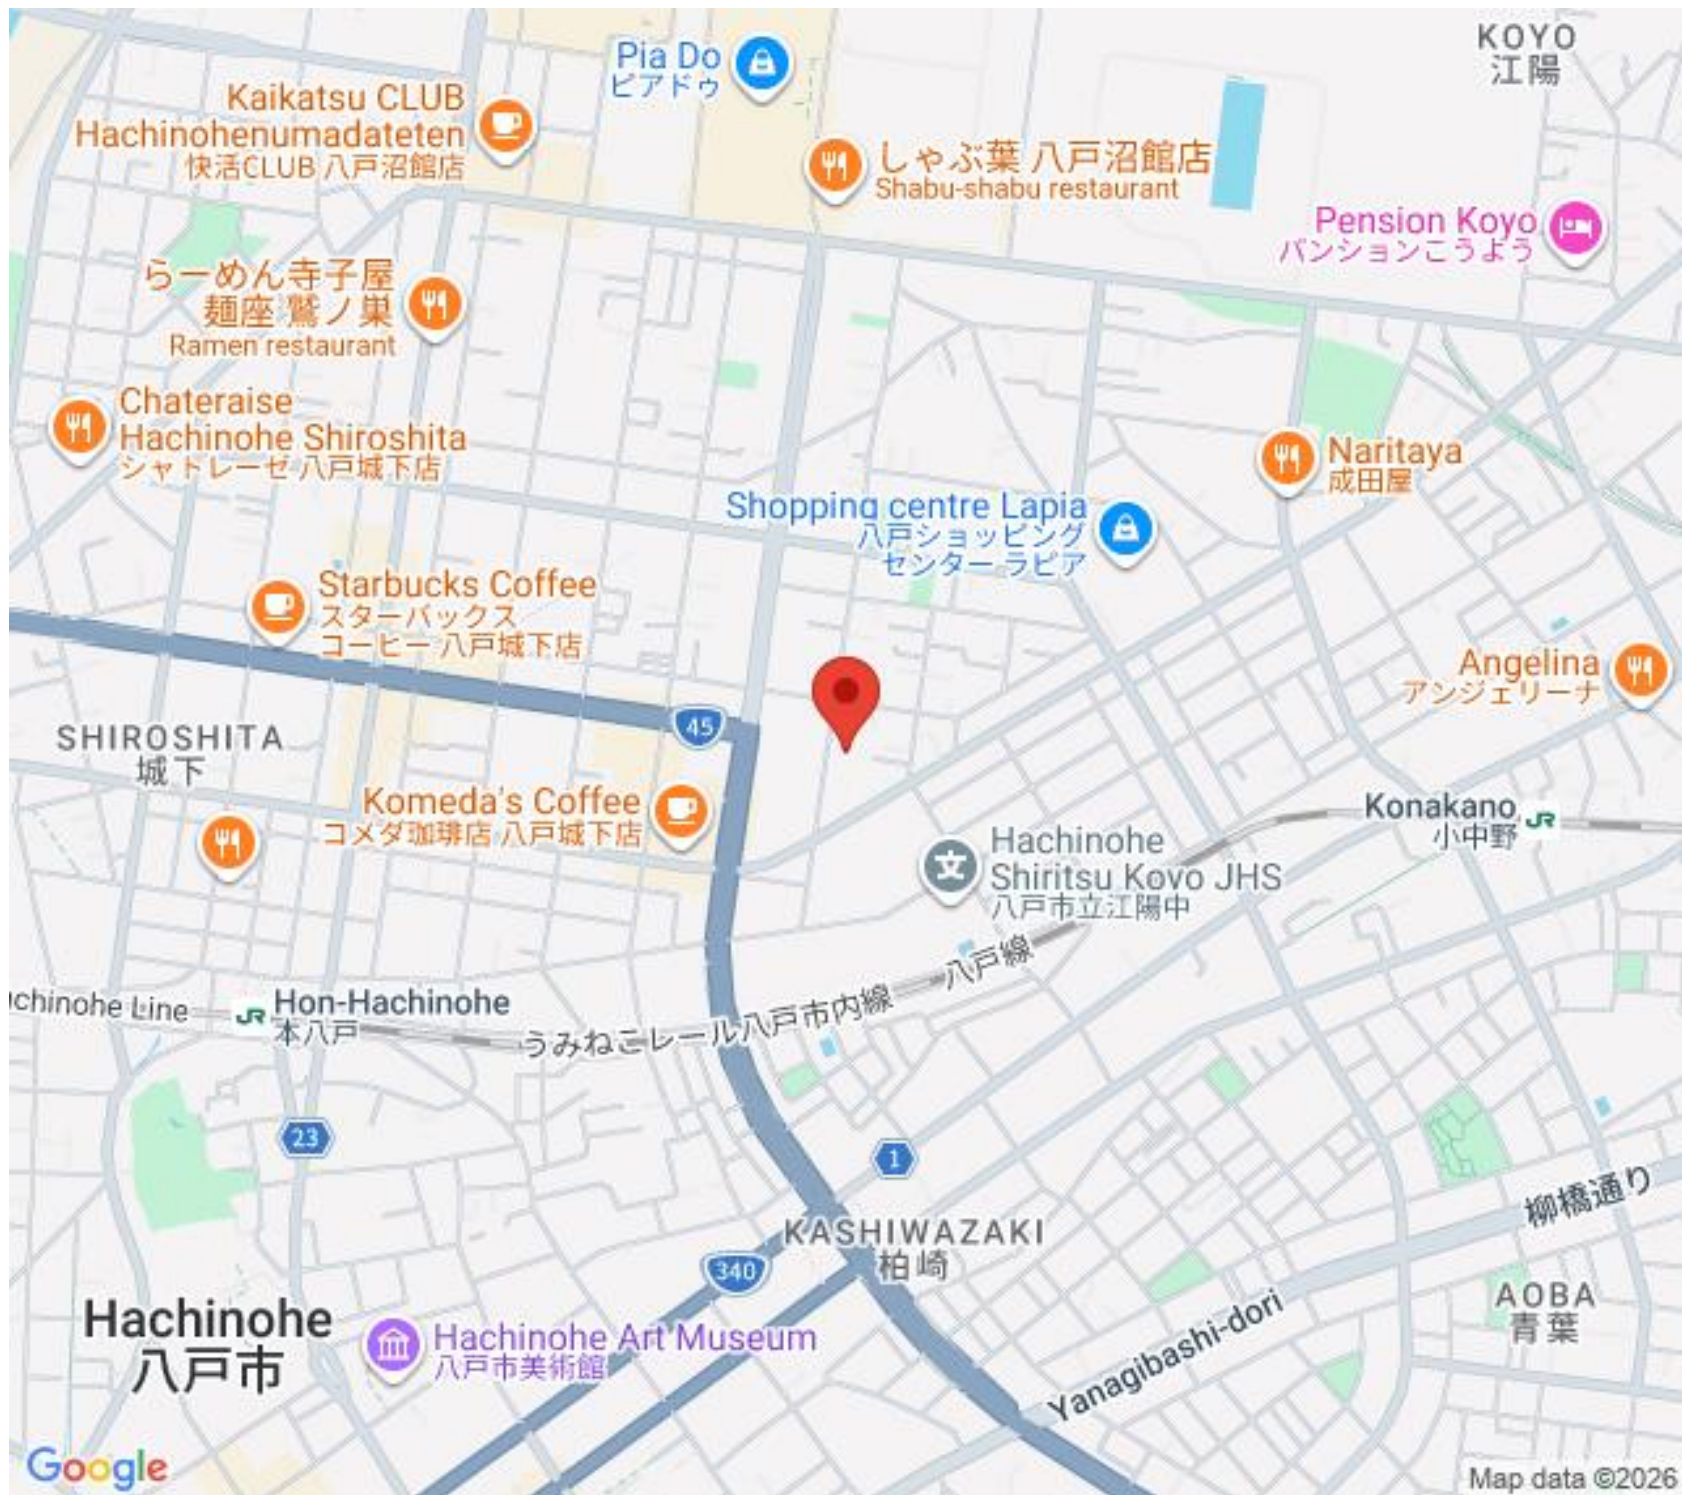 KOYO
江陽
Pia Do
ピアドゥ
Kaikatsu CLUB
Hachinohenumadateten
快活CLUB 八戸沼館店
しゃぶ葉 八戸沼館店
Shabu-shabu restaurant
Pension Koyo
パンションこうよう
らーめん寺子屋
麺座 鷲ノ巣
Ramen restaurant
Chateraise
Hachinohe Shiroshita
シャトレーゼ 八戸城下店
Naritaya
成田屋
Shopping centre Lapia
八戸ショッピング
センター ラピア
Starbucks Coffee
スターバックス
コーヒー 八戸城下店
Angelina
アンジェリーナ
45
SHIROSHITA
城下
Komeda's Coffee
コメダ珈琲店 八戸城下店
Konakano
小中野
JR
Hachinohe
Shiritsu Koyo JHS
八戸市立江陽中
文
achinohe Line
JR
Hon-Hachinohe
本八戸
うみねこレール八戸市内線
八戸線
23
1
柳橋通り
KASHIWAZAKI
柏崎
340
AOBA
青葉
Yanagibashi-dori
Hachinohe
八戸市
Hachinohe Art Museum
八戸市美術館
Google
Map data ©2026